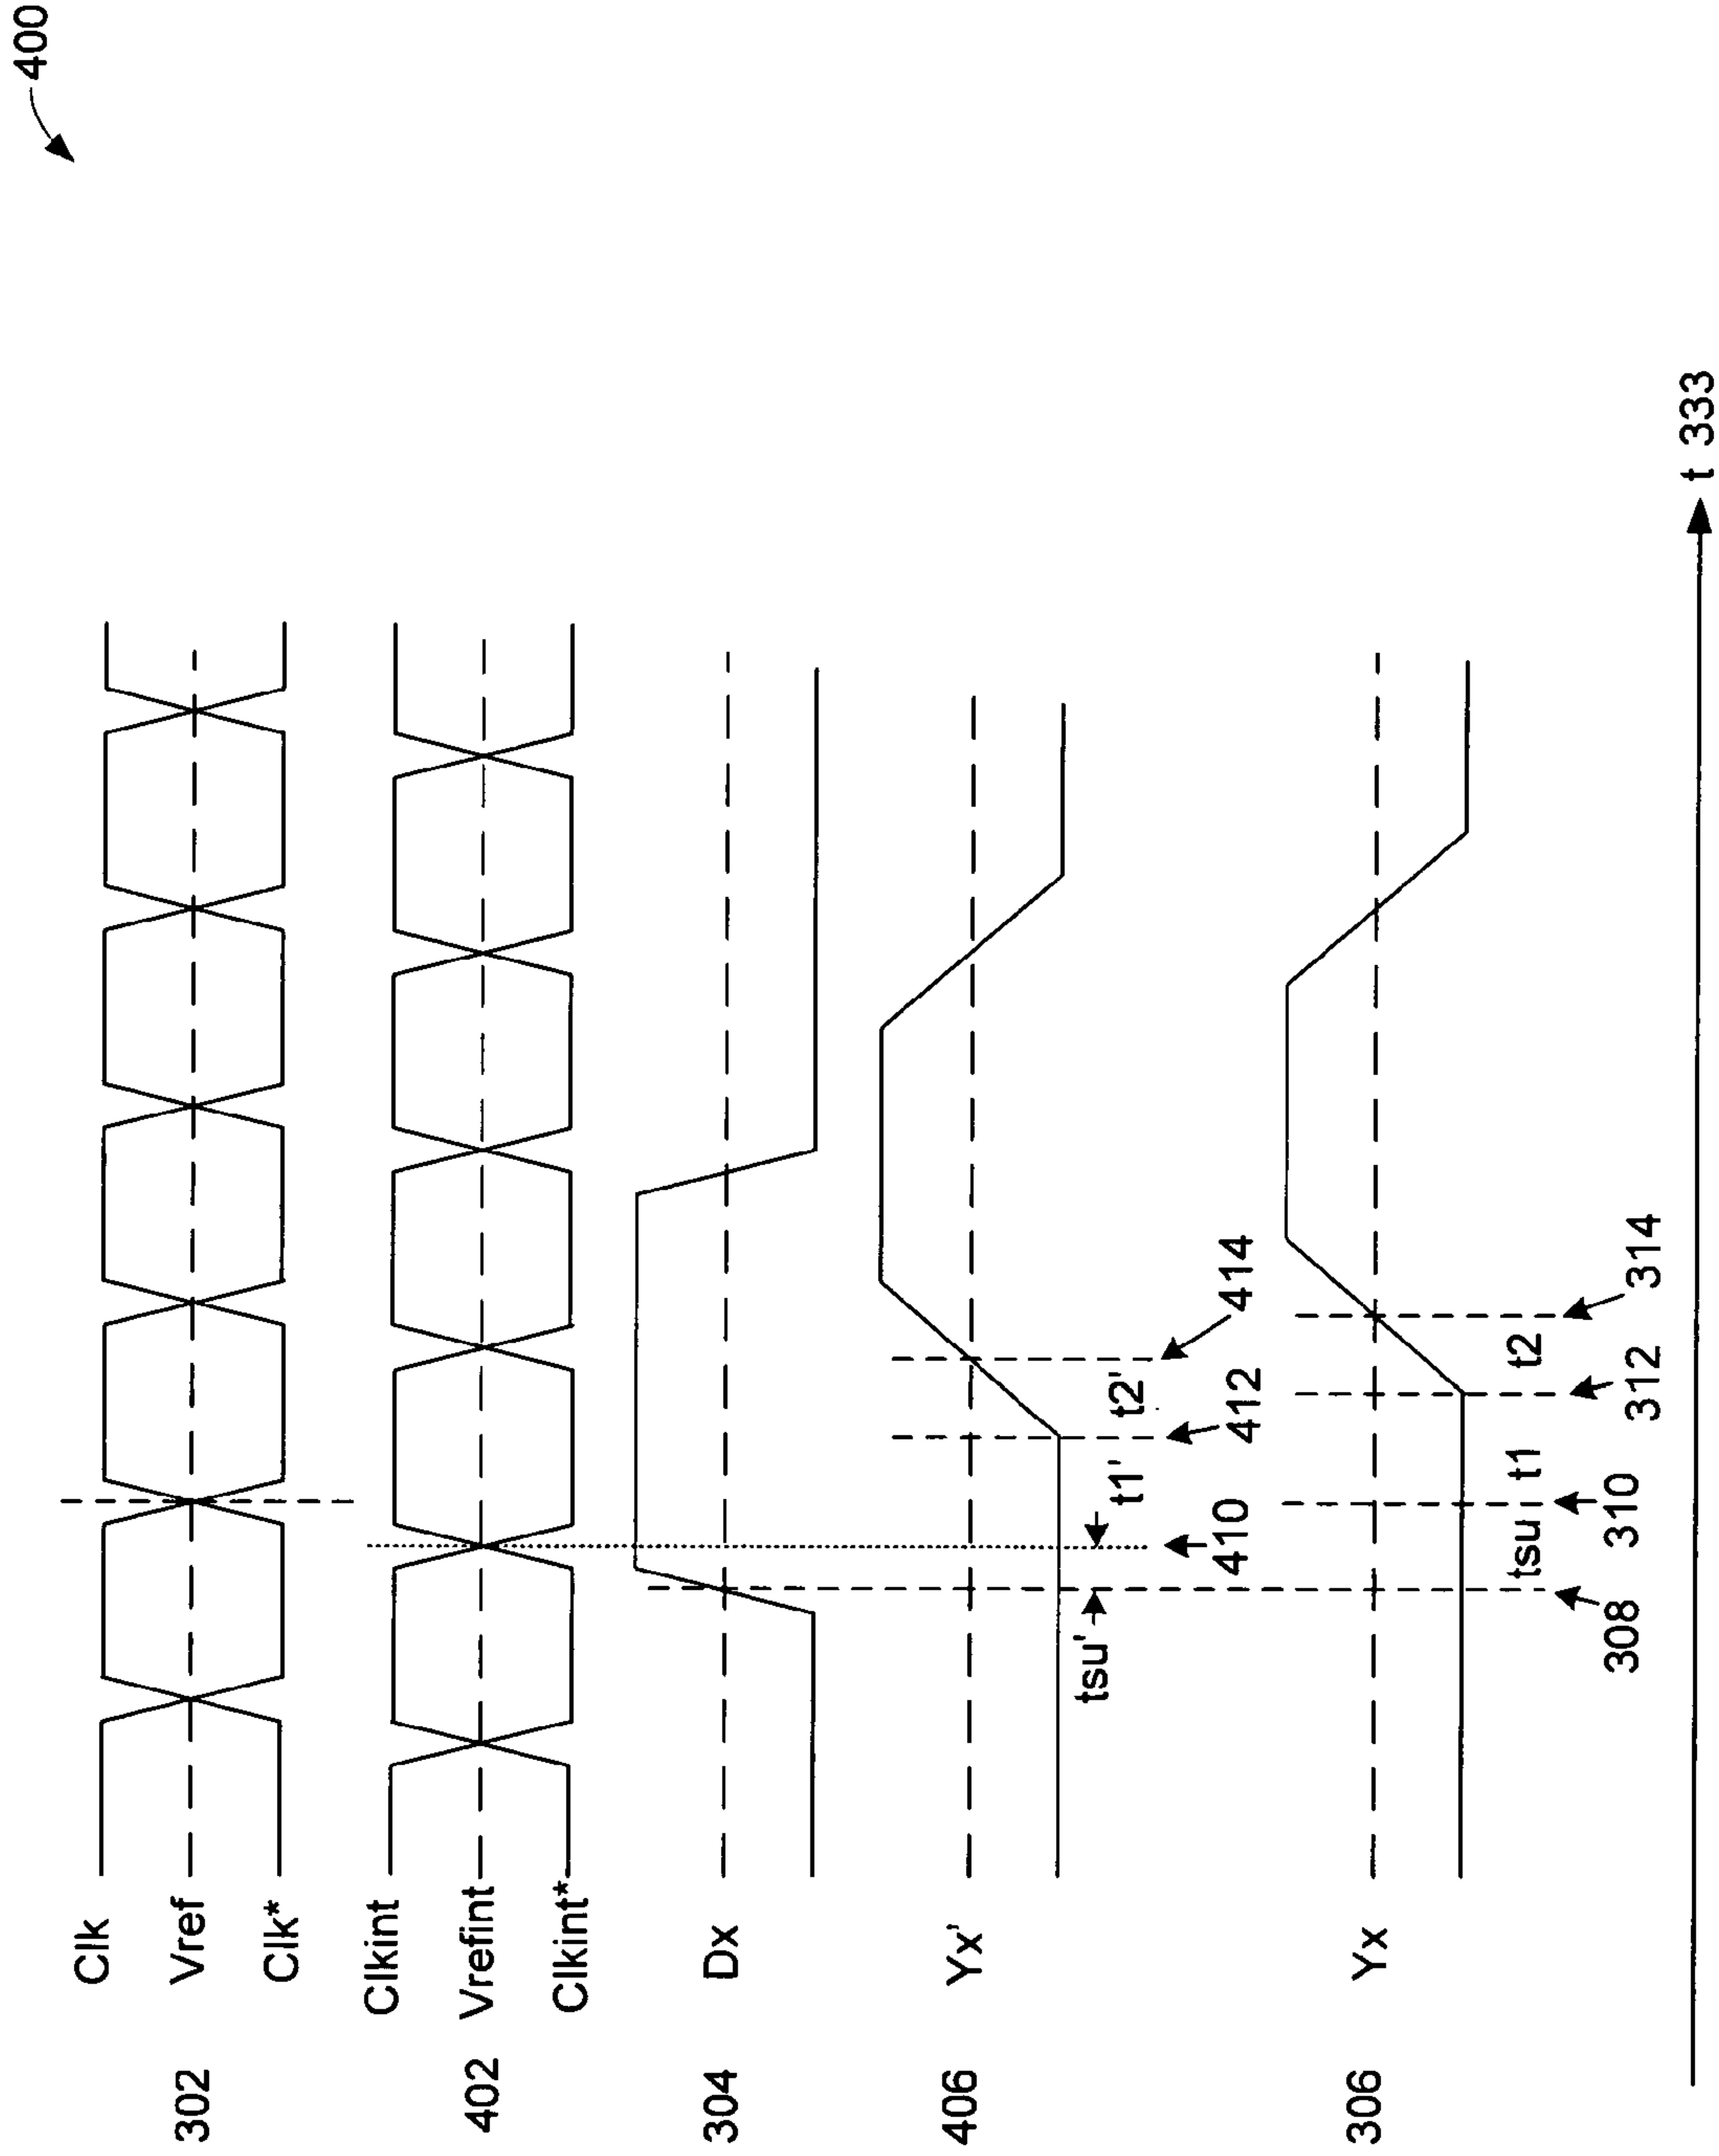 400
302 Clk
Vref
Clk*
402 Clkint
Vrefint
Clkint*
304 Dx
406 Yx'
tsu' t1' t2'
410 412 414
306 Yx
tsu t1 t2
308 310 312 314
t 333